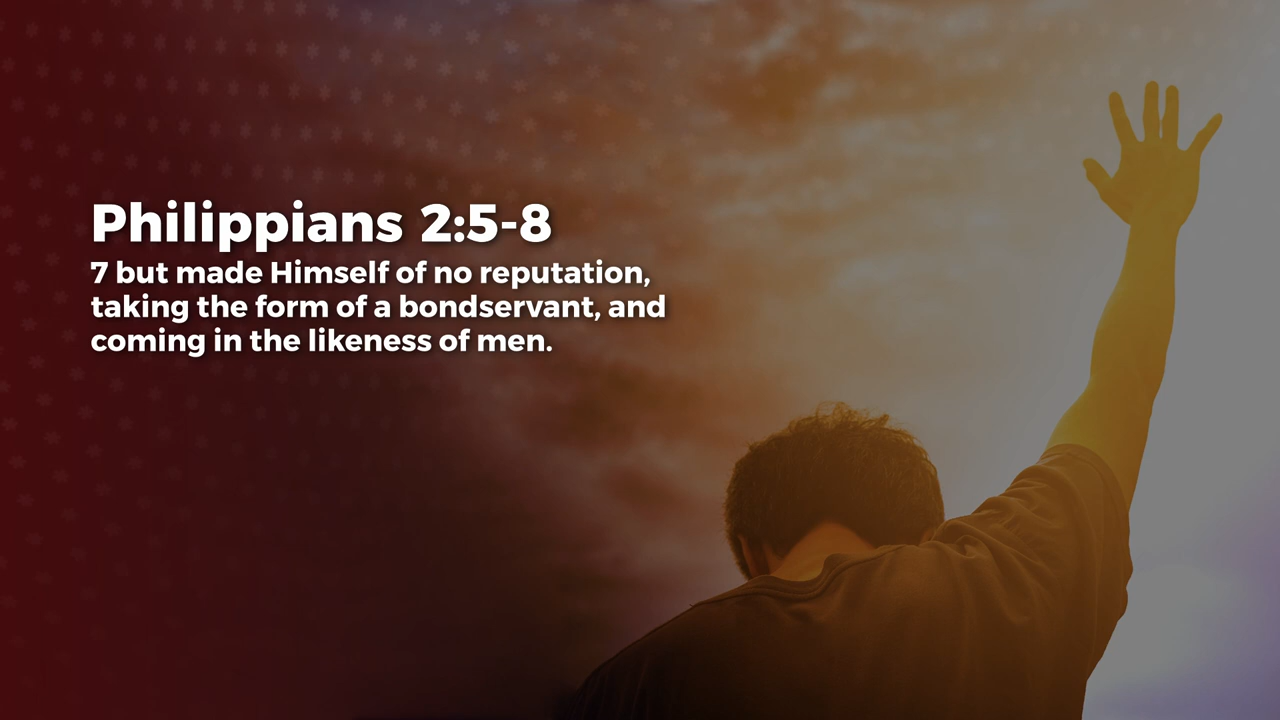 Philippians 2:5-8
7 but made Himself of no reputation,
taking the form of a bondservant, and
coming in the likeness of men.